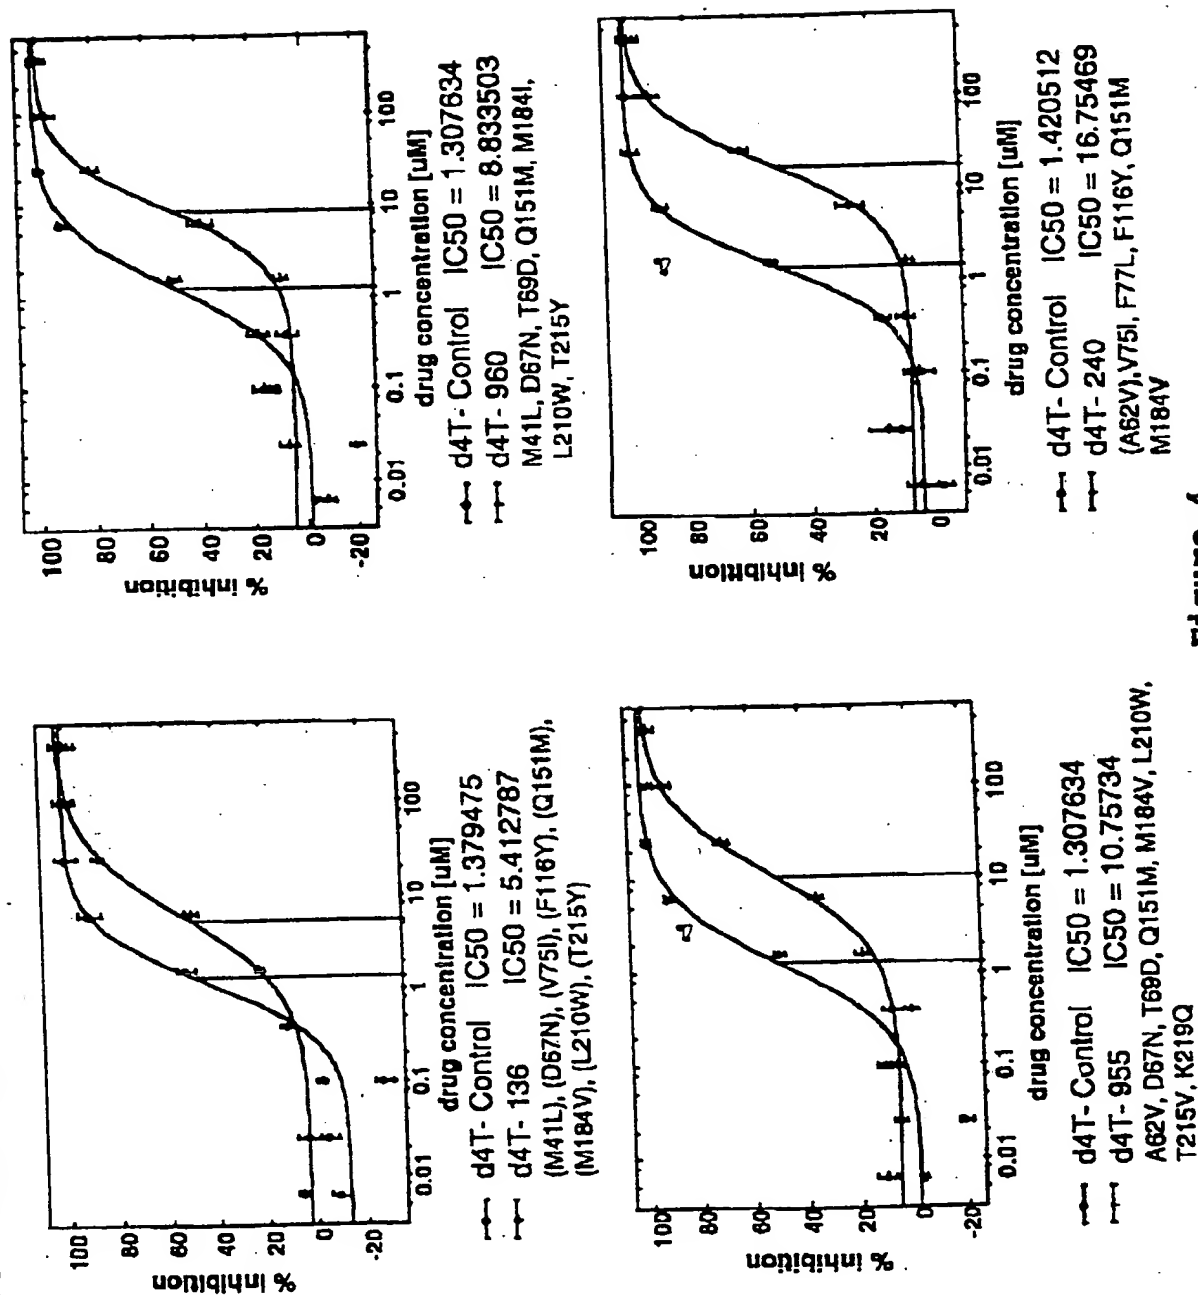 % inhibition
100
80
60
40
20
0
-20
0.01
0.1
1
10
100
drug concentration [uM]
d4T- Control IC50 = 1.379475
d4T- 136 IC50 = 5.412787
(M41L), (D67N), (V75I), (F116Y), (Q151M),
(M184V), (L210W), (T215Y)
% inhibition
100
80
60
40
20
0
-20
0.01
0.1
1
10
100
drug concentration [uM]
d4T- Control IC50 = 1.307634
d4T- 960 IC50 = 8.833503
M41L, D67N, T69D, Q151M, M184I,
L210W, T215Y
% inhibition
100
80
60
40
20
0
-20
0.01
0.1
1
10
100
drug concentration [uM]
d4T- Control IC50 = 1.307634
d4T- 955 IC50 = 10.75734
A62V, D67N, T69D, Q151M, M184V, L210W,
T215V, K219Q
% inhibition
100
80
60
40
20
0
0.01
0.1
1
10
100
drug concentration [uM]
d4T- Control IC50 = 1.420512
d4T- 240 IC50 = 16.75469
(A62V),V75I, F77L, F116Y, Q151M
M184V
Figure 4